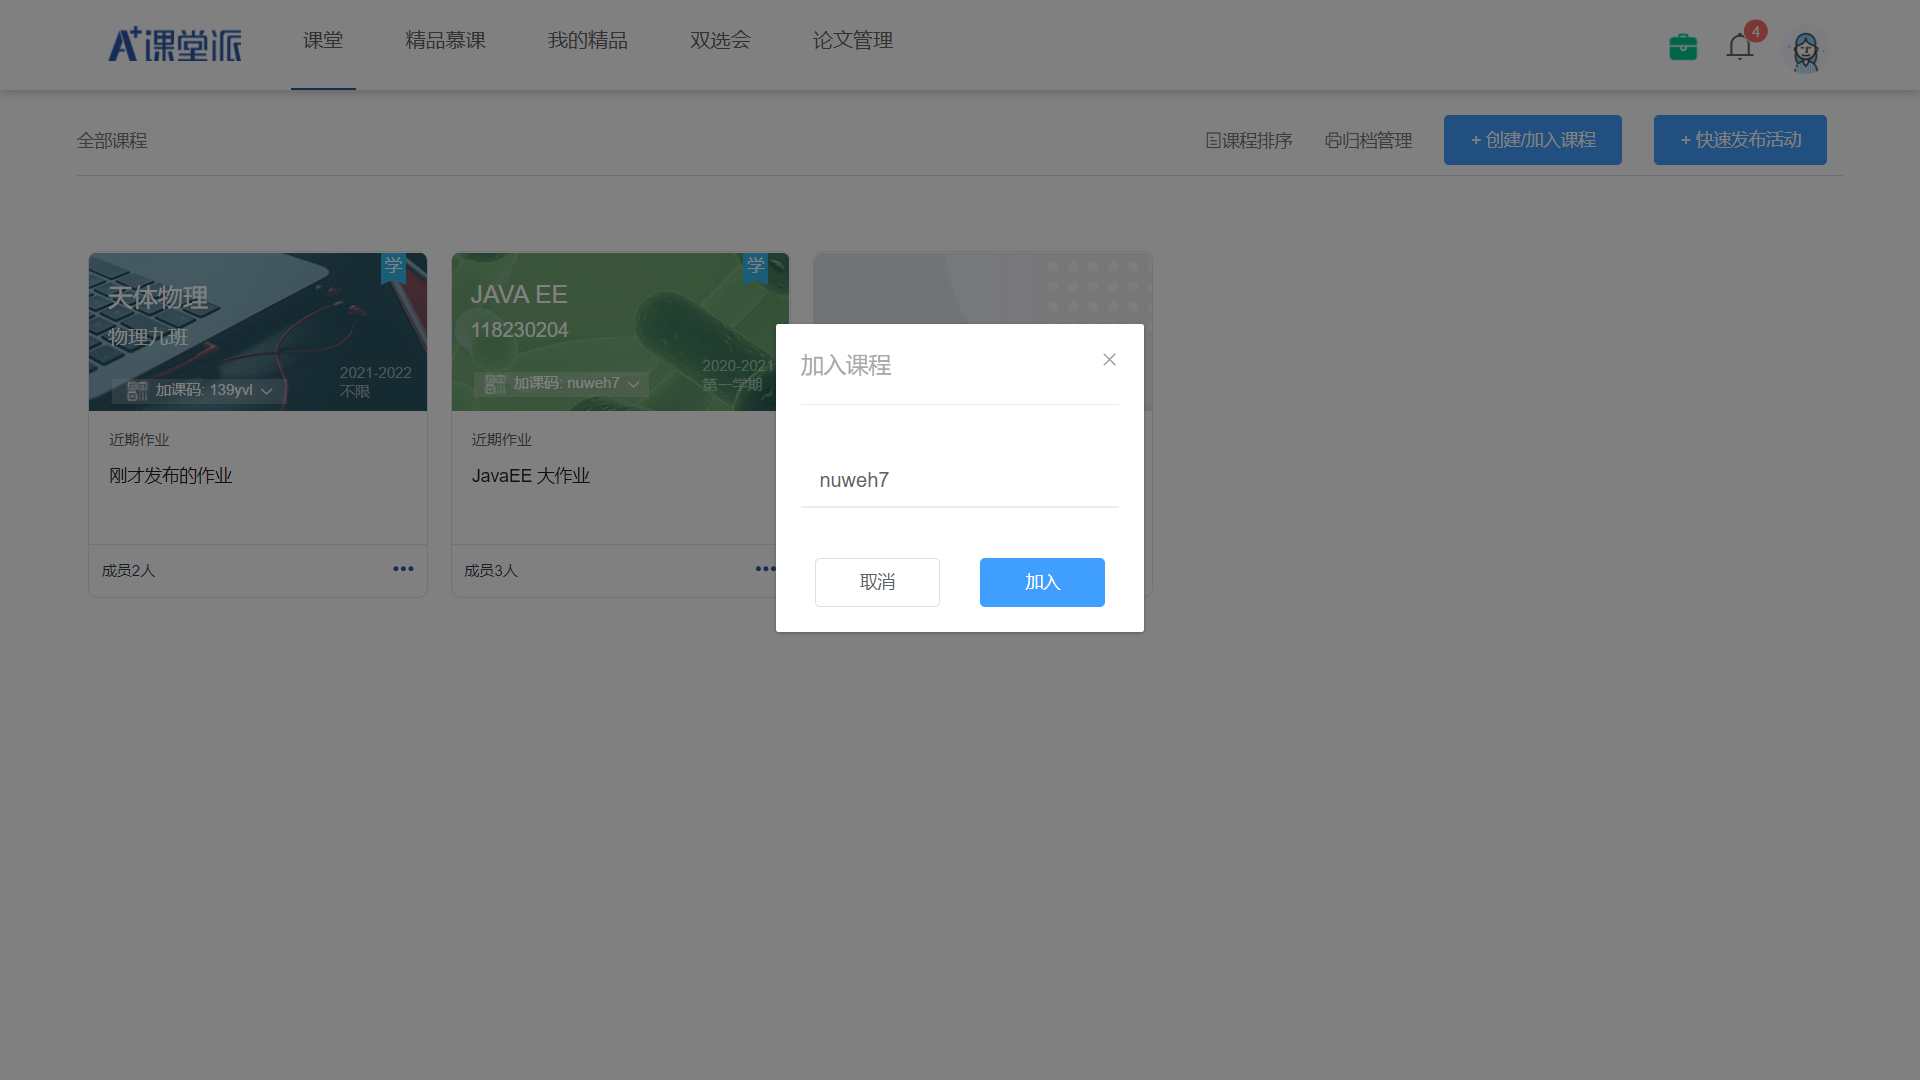 A+课堂派
课堂
精品慕课
我的精品
双选会
论文管理
4
全部课程
课程排序
归档管理
+ 创建/加入课程
+ 快速发布活动
学
天体物理
物理九班
加课码: 139yvl
2021-2022
不限
近期作业
刚才发布的作业
成员2人
学
JAVA EE
118230204
加课码: nuweh7
2020-2021
第一学期
近期作业
JavaEE 大作业
成员3人
加入课程
nuweh7
取消
加入